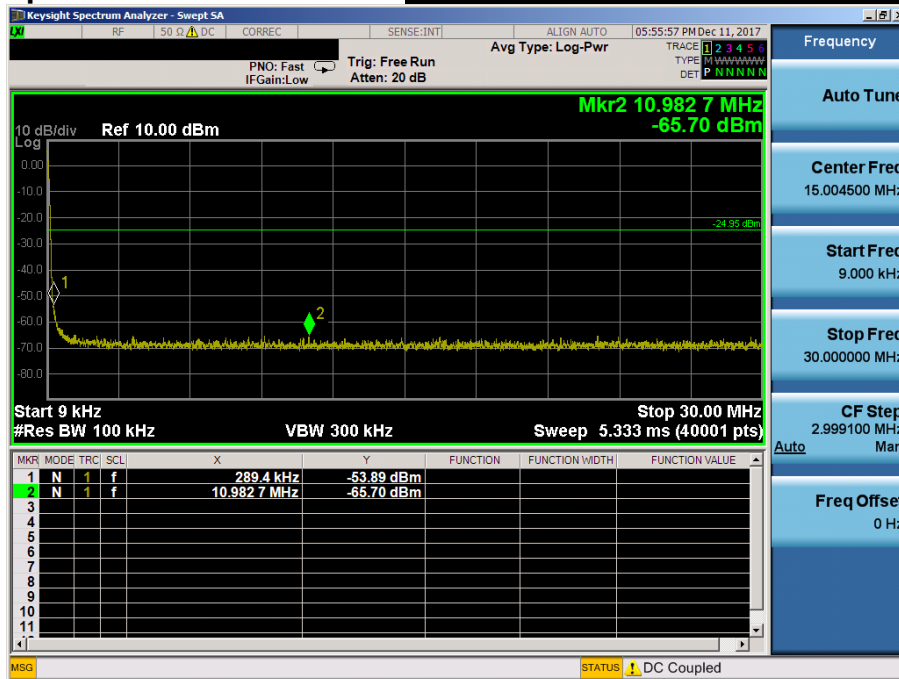 Keysight Spectrum Analyzer - Swept SA
LXI RF 50 Ω DC CORREC SENSE:INT ALIGN AUTO 05:55:57 PM Dec 11, 2017
PNO: Fast
IFGain:Low
Trig: Free Run
Atten: 20 dB
Avg Type: Log-Pwr
TRACE 1 2 3 4 5 6
TYPE M WWWWW
DET P N N N N N
Mkr2 10.982 7 MHz
-65.70 dBm
10 dB/div Ref 10.00 dBm
Log
0.00
-10.0
-20.0
-24.95 dBm
-30.0
-40.0
1
-50.0
2
-60.0
-70.0
-80.0
Start 9 kHz Stop 30.00 MHz
#Res BW 100 kHz VBW 300 kHz Sweep 5.333 ms (40001 pts)
MKR MODE TRC SCL X Y FUNCTION FUNCTION WIDTH FUNCTION VALUE
1 N 1 f 289.4 kHz -53.89 dBm
2 N 1 f 10.982 7 MHz -65.70 dBm
3
4
5
6
7
8
9
10
11
MSG STATUS DC Coupled
Frequency
Auto Tune
Center Freq
15.004500 MHz
Start Freq
9.000 kHz
Stop Freq
30.000000 MHz
CF Step
2.999100 MHz
Auto Man
Freq Offset
0 Hz